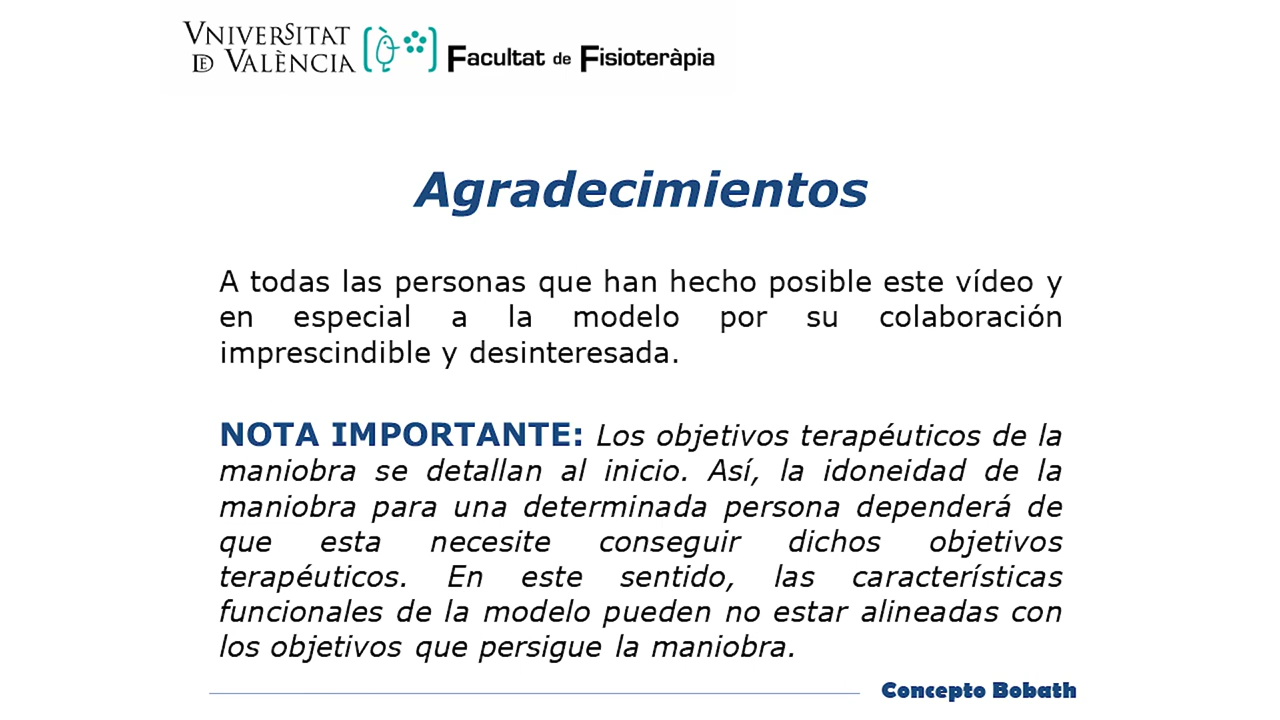 VNIVERSITAT
DE VALÈNCIA
Facultat de Fisioteràpia
Agradecimientos
A todas las personas que han hecho posible este vídeo y
en especial a la modelo por su colaboración
imprescindible y desinteresada.
NOTA IMPORTANTE: Los objetivos terapéuticos de la
maniobra se detallan al inicio. Así, la idoneidad de la
maniobra para una determinada persona dependerá de
que esta necesite conseguir dichos objetivos
terapéuticos. En este sentido, las características
funcionales de la modelo pueden no estar alineadas con
los objetivos que persigue la maniobra.
Concepto Bobath